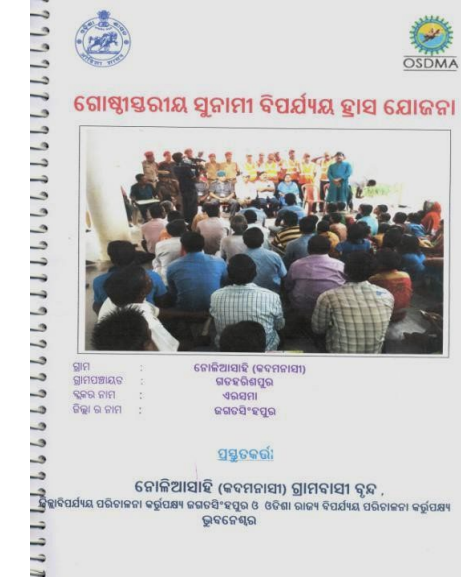 OSDMA
ଗୋଷ୍ଠୀସ୍ତରୀୟ ସୁନାମୀ ବିପର୍ଯ୍ୟୟ ହ୍ରାସ ଯୋଜନା
ଗ୍ରାମ : ନୋଳିଆସାହି (କଦମନାସୀ)
ଗ୍ରାମପଞ୍ଚାୟତ : ଗଡହରିଶପୁର
ବ୍ଲକର ନାମ : ଏରସମା
ଜିଲ୍ଲା ର ନାମ : ଜଗତସିଂହପୁର
ପ୍ରସ୍ତୁତକର୍ତ୍ତା:
ନୋଳିଆସାହି (କଦମନାସୀ) ଗ୍ରାମବାସୀ ବୃନ୍ଦ ,
ଜିଲ୍ଲାବିପର୍ଯ୍ୟୟ ପରିଚାଳନା କର୍ତ୍ତୃପକ୍ଷ୍ୟ ଜଗତସିଂହପୁର ଓ ଓଡିଶା ରାଜ୍ୟ ବିପର୍ଯ୍ୟୟ ପରିଚାଳନା କର୍ତ୍ତୃପକ୍ଷ୍ୟ
ଭୁବନେଶ୍ୱର